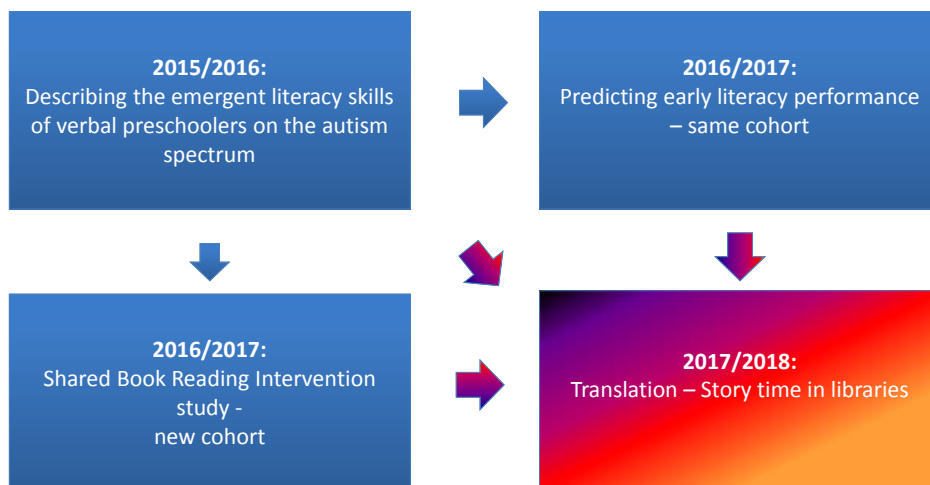 2015/2016:
Describing the emergent literacy skills
of verbal preschoolers on the autism
spectrum
2016/2017:
Predicting early literacy performance
– same cohort
2016/2017:
Shared Book Reading Intervention
study -
new cohort
2017/2018:
Translation – Story time in libraries